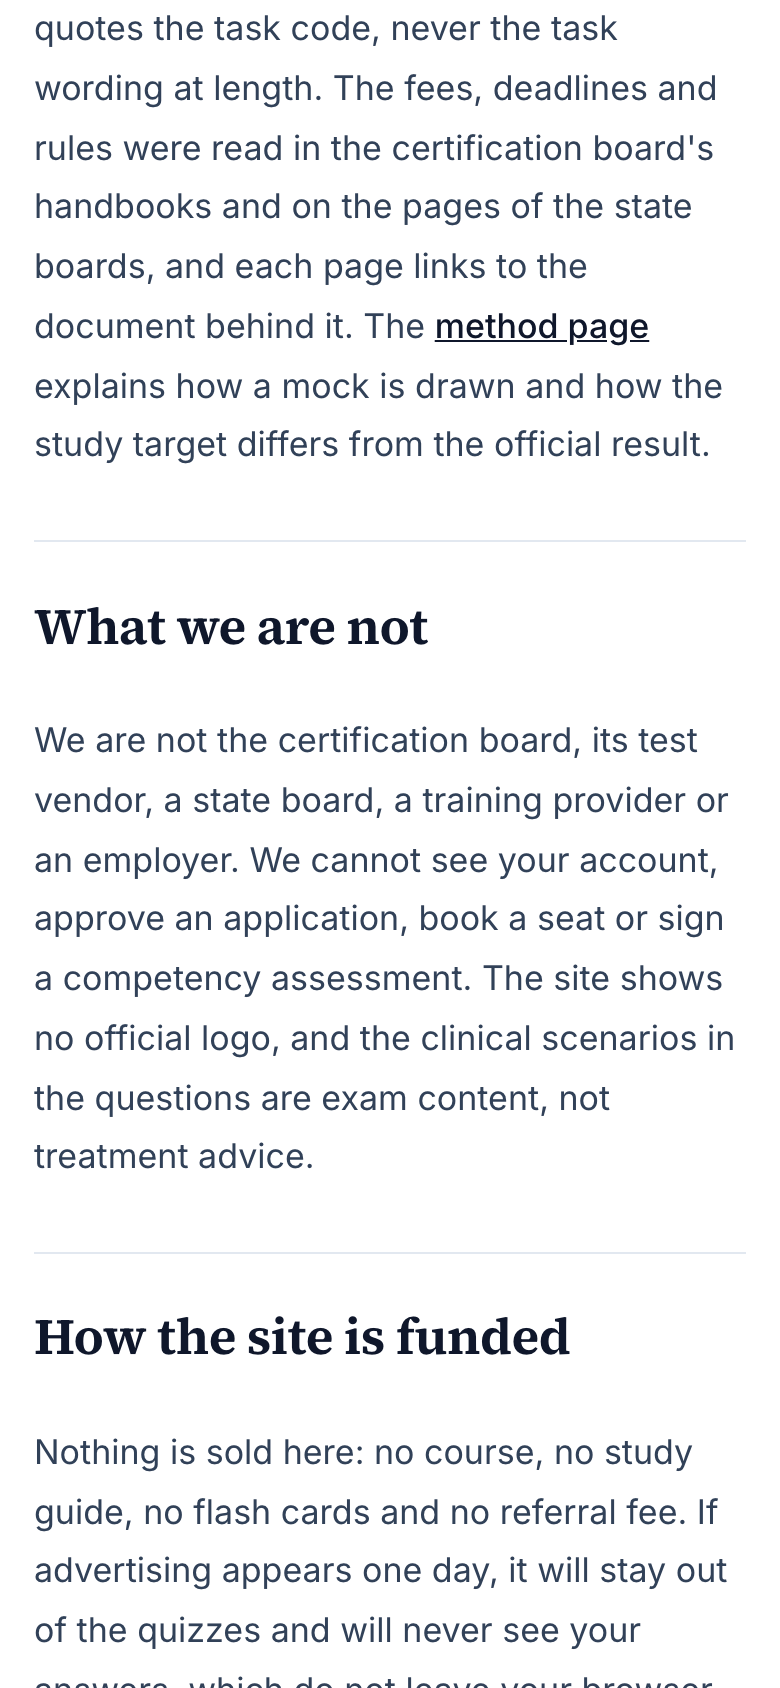 quotes the task code, never the task
wording at length. The fees, deadlines and
rules were read in the certification board's
handbooks and on the pages of the state
boards, and each page links to the
document behind it. The method page
explains how a mock is drawn and how the
study target differs from the official result.
What we are not
We are not the certification board, its test
vendor, a state board, a training provider or
an employer. We cannot see your account,
approve an application, book a seat or sign
a competency assessment. The site shows
no official logo, and the clinical scenarios in
the questions are exam content, not
treatment advice.
How the site is funded
Nothing is sold here: no course, no study
guide, no flash cards and no referral fee. If
advertising appears one day, it will stay out
of the quizzes and will never see your
answers, which do not leave your browser.